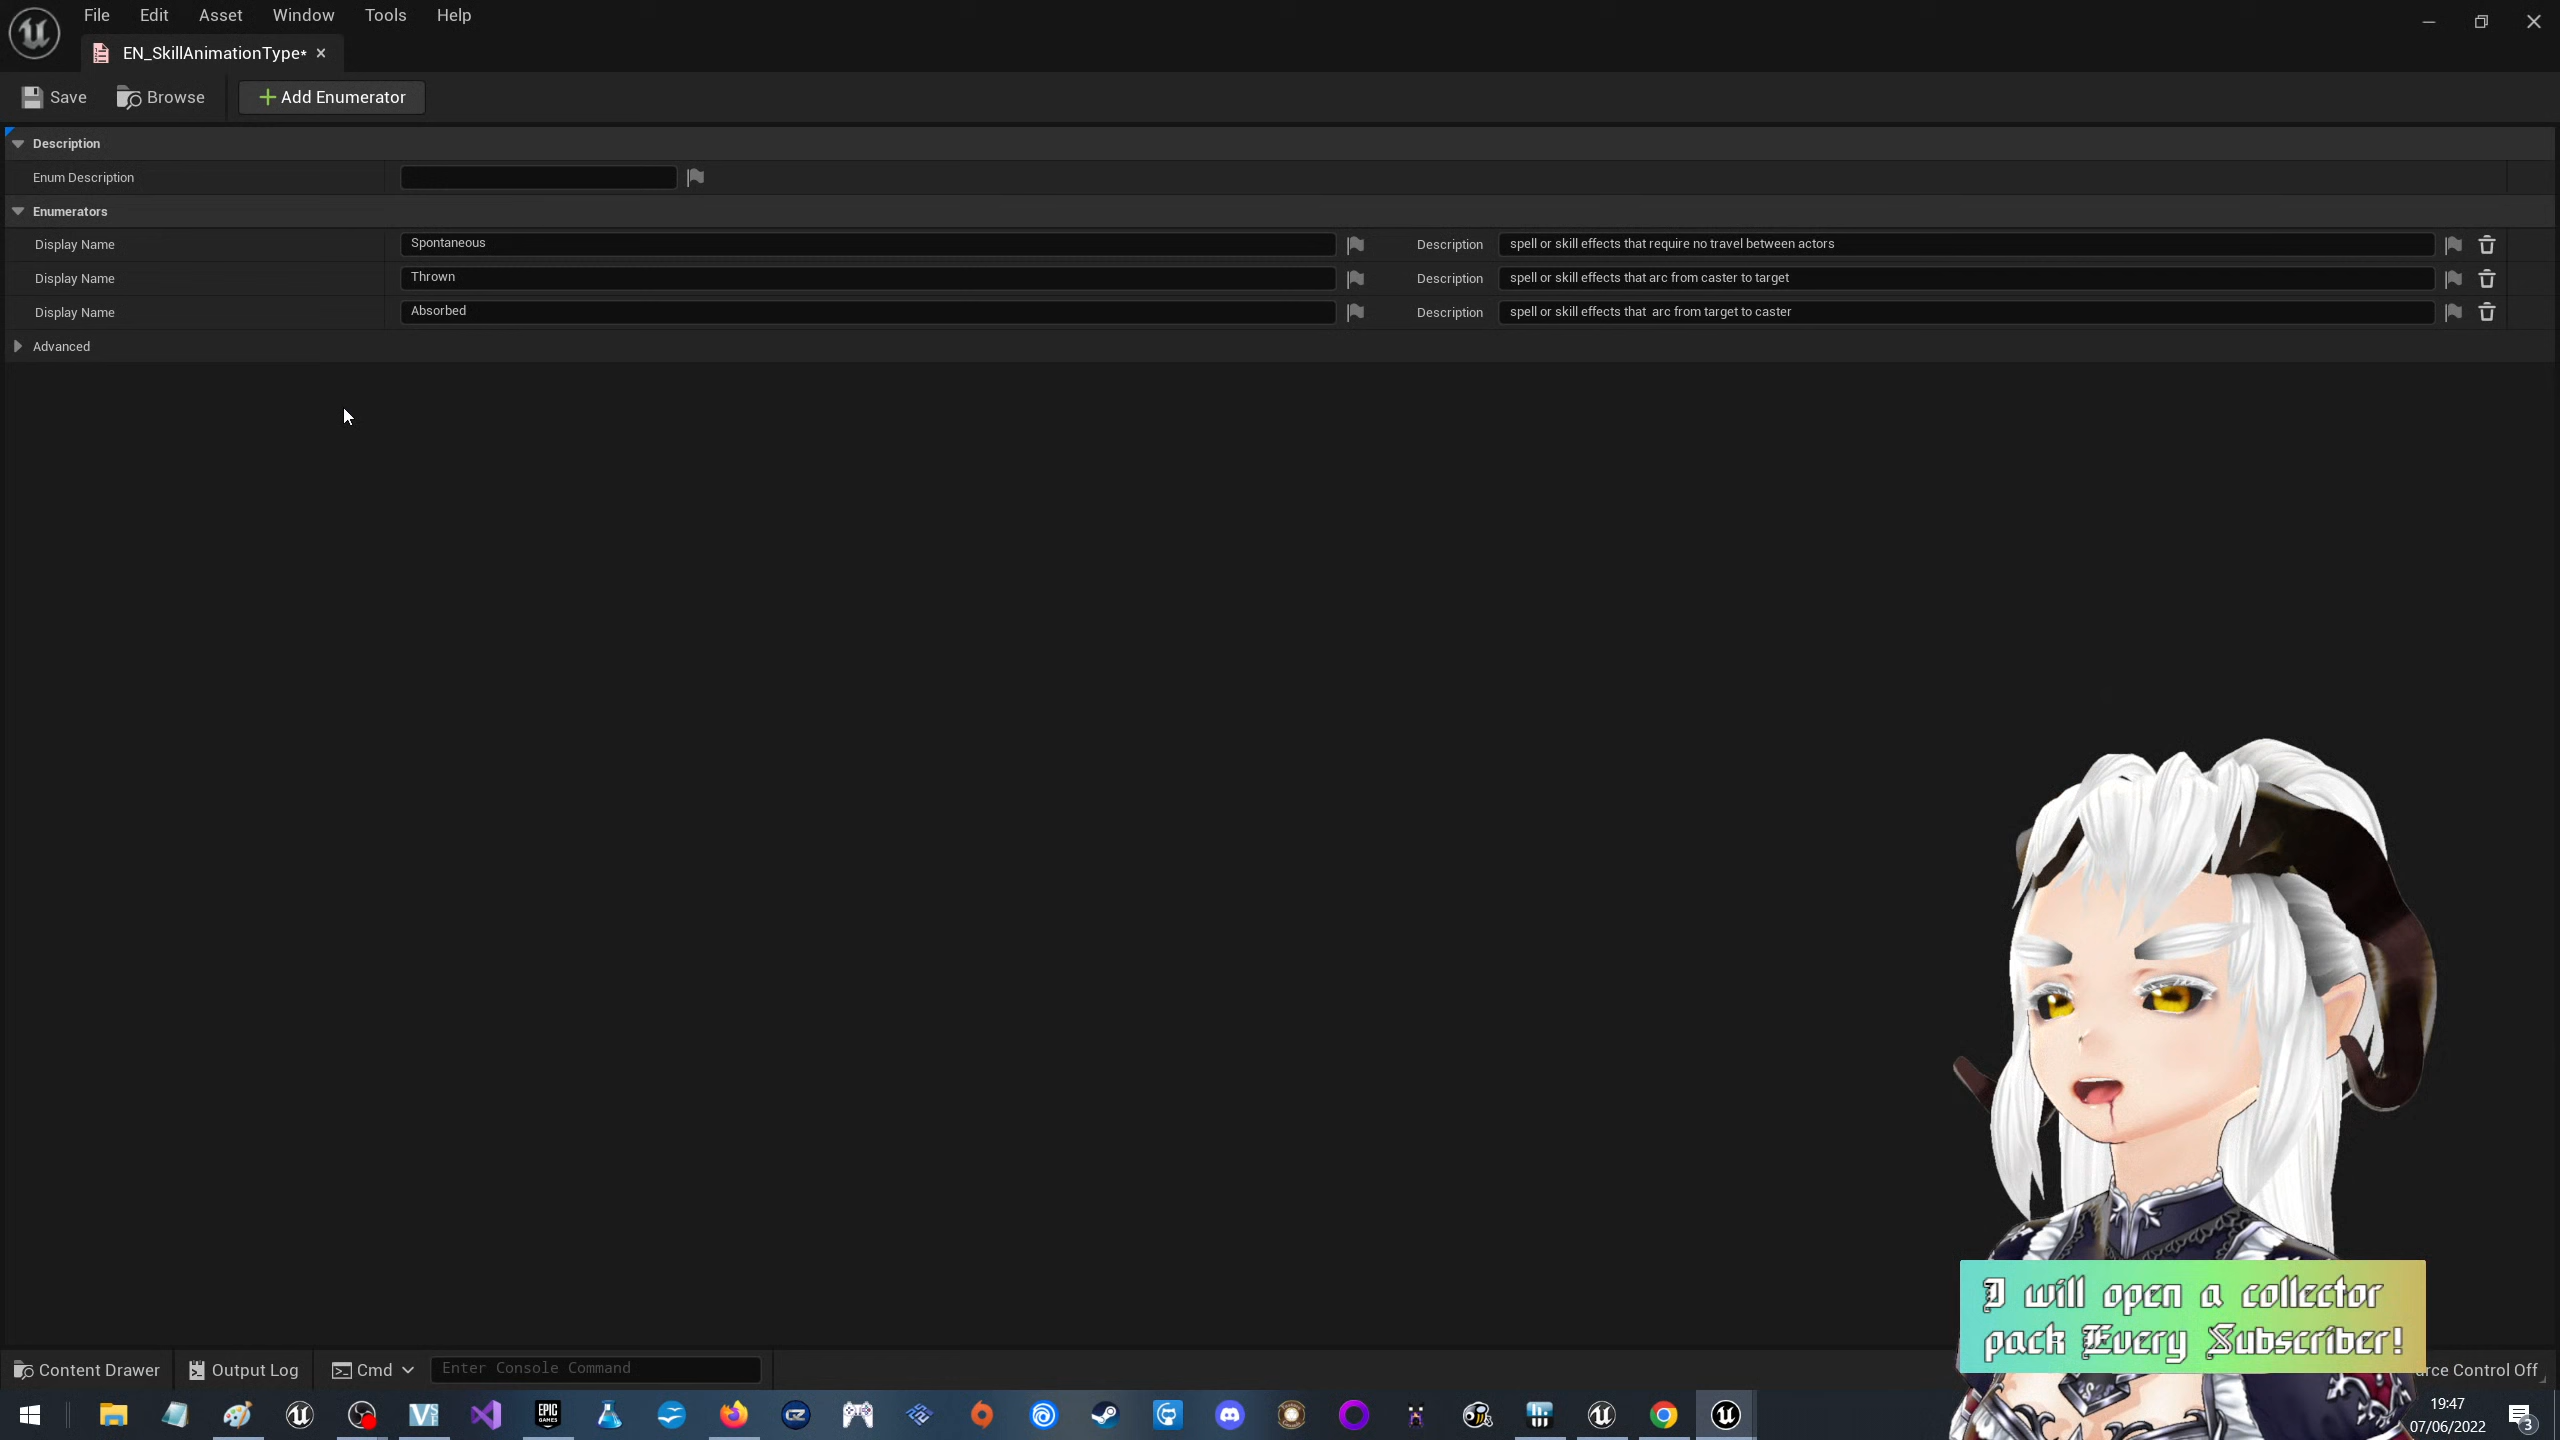 File Edit Asset Window Tools Help
EN_SkillAnimationType*
Save Browse Add Enumerator
Description
Enum Description
Enumerators
Display Name Spontaneous Description spell or skill effects that require no travel between actors
Display Name Thrown Description spell or skill effects that arc from caster to target
Display Name Absorbed Description spell or skill effects that  arc from target to caster
Advanced
I will open a collector
pack Every Subscriber!
Content Drawer Output Log Cmd Enter Console Command Control Off
EPIC GAMES
19:47
07/06/2022
3